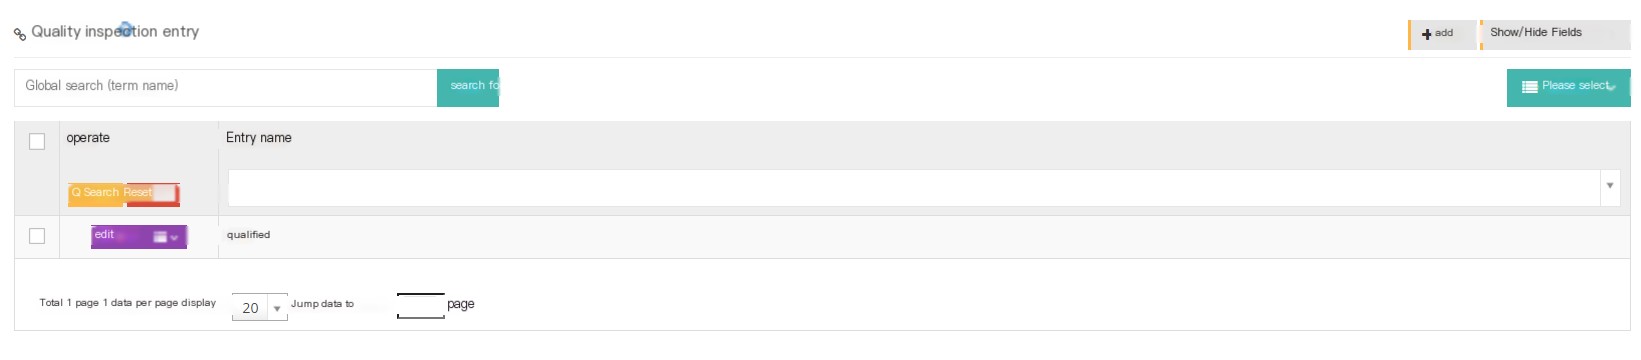 Quality inspection entry
add
Show/Hide Fields
Global search (term name)
search fo
Please select
operate
Entry name
Search Reset
edit
qualified
Total 1 page 1 data per page display
20
Jump data to
page